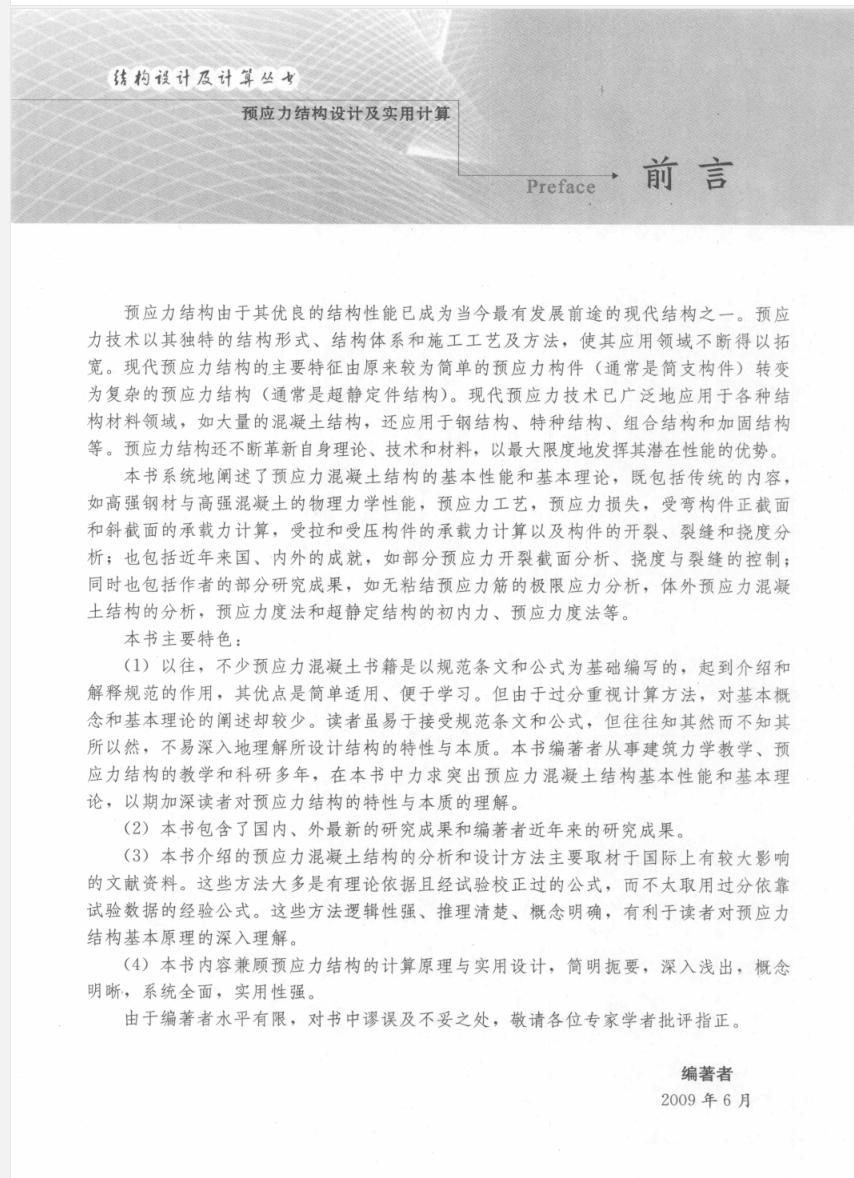 结构设计及计算丛书
预应力结构设计及实用计算
Preface
前言
预应力结构由于其优良的结构性能已成为当今最有发展前途的现代结构之一。预应
力技术以其独特的结构形式、结构体系和施工工艺及方法，使其应用领域不断得以拓
宽。现代预应力结构的主要特征由原来较为简单的预应力构件（通常是简支构件）转变
为复杂的预应力结构（通常是超静定件结构）。现代预应力技术已广泛地应用于各种结
构材料领域，如大量的混凝土结构，还应用于钢结构、特种结构、组合结构和加固结构
等。预应力结构还不断革新自身理论、技术和材料，以最大限度地发挥其潜在性能的优势。
本书系统地阐述了预应力混凝土结构的基本性能和基本理论，既包括传统的内容，
如高强钢材与高强混凝土的物理力学性能，预应力工艺，预应力损失，受弯构件正截面
和斜截面的承载力计算，受拉和受压构件的承载力计算以及构件的开裂、裂缝和挠度分
析；也包括近年来国、内外的成就，如部分预应力开裂截面分析、挠度与裂缝的控制；
同时也包括作者的部分研究成果，如无粘结预应力筋的极限应力分析，体外预应力混凝
土结构的分析，预应力度法和超静定结构的初内力、预应力度法等。
本书主要特色：
（1）以往，不少预应力混凝土书籍是以规范条文和公式为基础编写的，起到介绍和
解释规范的作用，其优点是简单适用、便于学习。但由于过分重视计算方法，对基本概
念和基本理论的阐述却较少。读者虽易于接受规范条文和公式，但往往知其然而不知其
所以然，不易深入地理解所设计结构的特性与本质。本书编著者从事建筑力学教学、预
应力结构的教学和科研多年，在本书中力求突出预应力混凝土结构基本性能和基本理
论，以期加深读者对预应力结构的特性与本质的理解。
（2）本书包含了国内、外最新的研究成果和编著者近年来的研究成果。
（3）本书介绍的预应力混凝土结构的分析和设计方法主要取材于国际上有较大影响
的文献资料。这些方法大多是有理论依据且经试验校正过的公式，而不太取用过分依靠
试验数据的经验公式。这些方法逻辑性强、推理清楚、概念明确，有利于读者对预应力
结构基本原理的深入理解。
（4）本书内容兼顾预应力结构的计算原理与实用设计，简明扼要，深入浅出，概念
明晰，系统全面，实用性强。
由于编著者水平有限，对书中谬误及不妥之处，敬请各位专家学者批评指正。
编著者
2009年6月